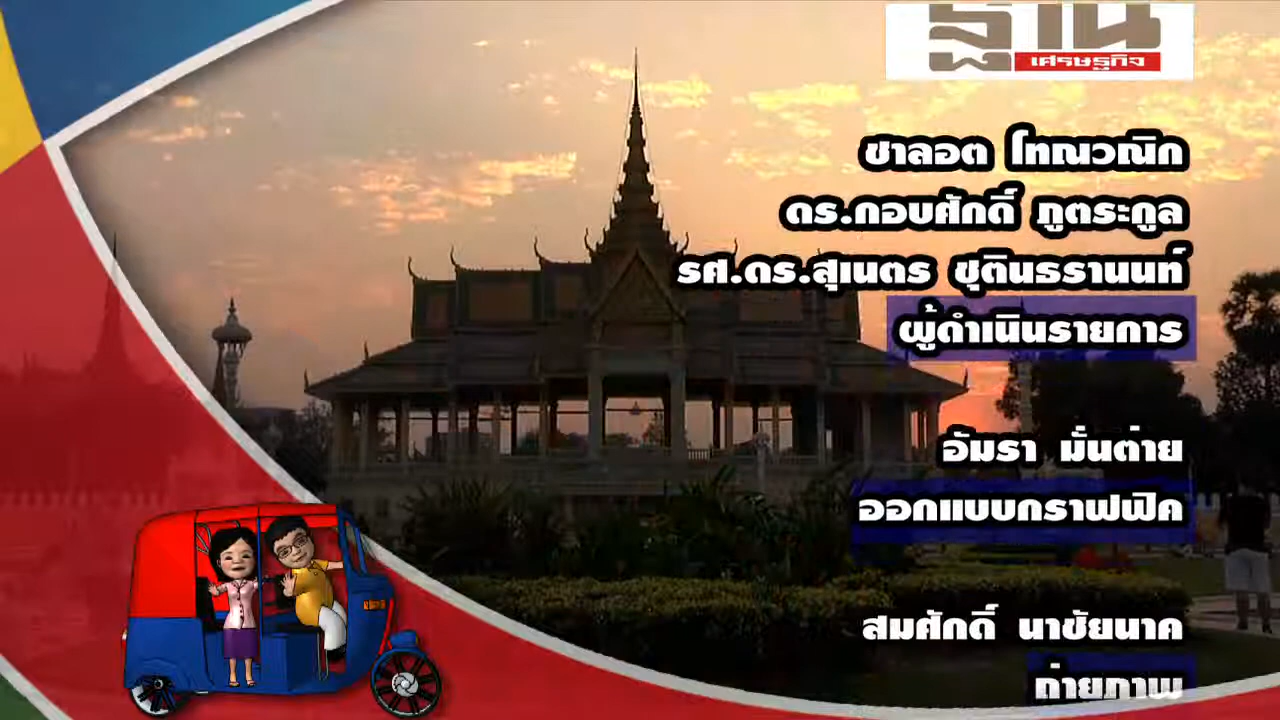 ฐาน
เศรษฐกิจ
ชาลอต โทณวณิก
ดร.กอบศักดิ์ ภูตระกูล
รศ.ดร.สุเนตร ชุตินธรานนท์
ผู้ดำเนินรายการ
อัมรา มั่นต่าย
ออกแบบกราฟฟิค
สมศักดิ์ นาชัยนาค
ถ่ายภาพ